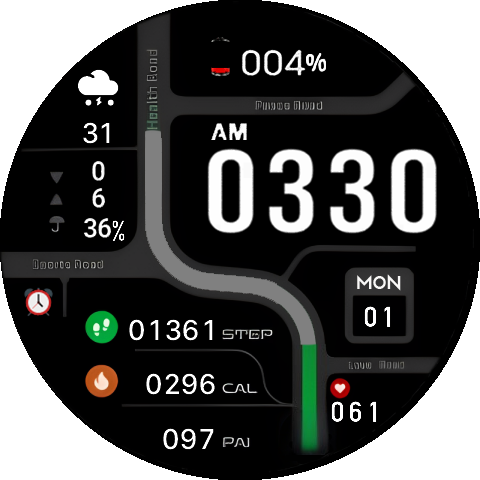 004%
Health Road
Peace Road
31
AM
0330
0
6
36%
Sports Road
MON
01
01361 STEP
Love Road
0296 CAL
061
097 PAI